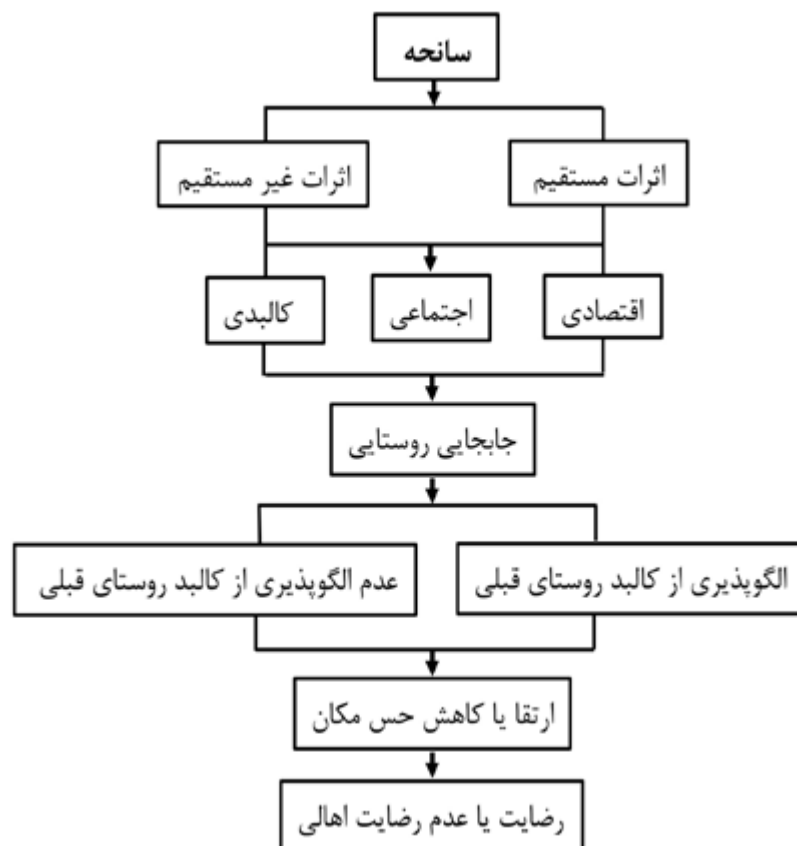 سانحه
اثرات مستقیم
اثرات غیر مستقیم
اقتصادی
اجتماعی
کالبدی
جابجایی روستایی
الگوپذیری از کالبد روستای قبلی
عدم الگوپذیری از کالبد روستای قبلی
ارتقا یا کاهش حس مکان
رضایت یا عدم رضایت اهالی